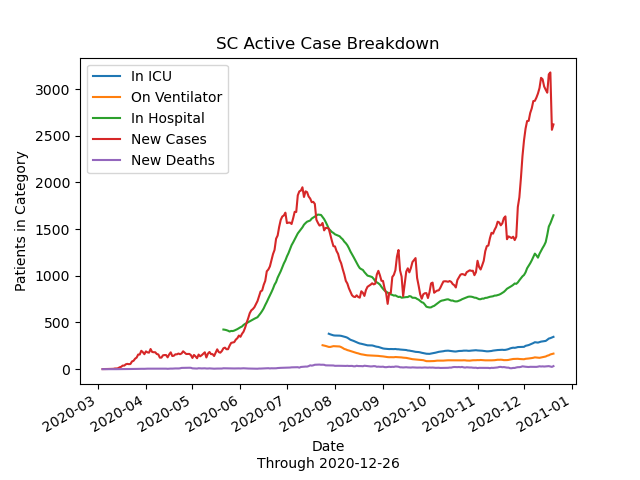 SC Active Case Breakdown
In ICU
On Ventilator
In Hospital
New Cases
New Deaths
Patients in Category
3000
2500
2000
1500
1000
500
0
2020-03
2020-04
2020-05
2020-06
2020-07
2020-08
2020-09
2020-10
2020-11
2020-12
2021-01
Date
Through 2020-12-26